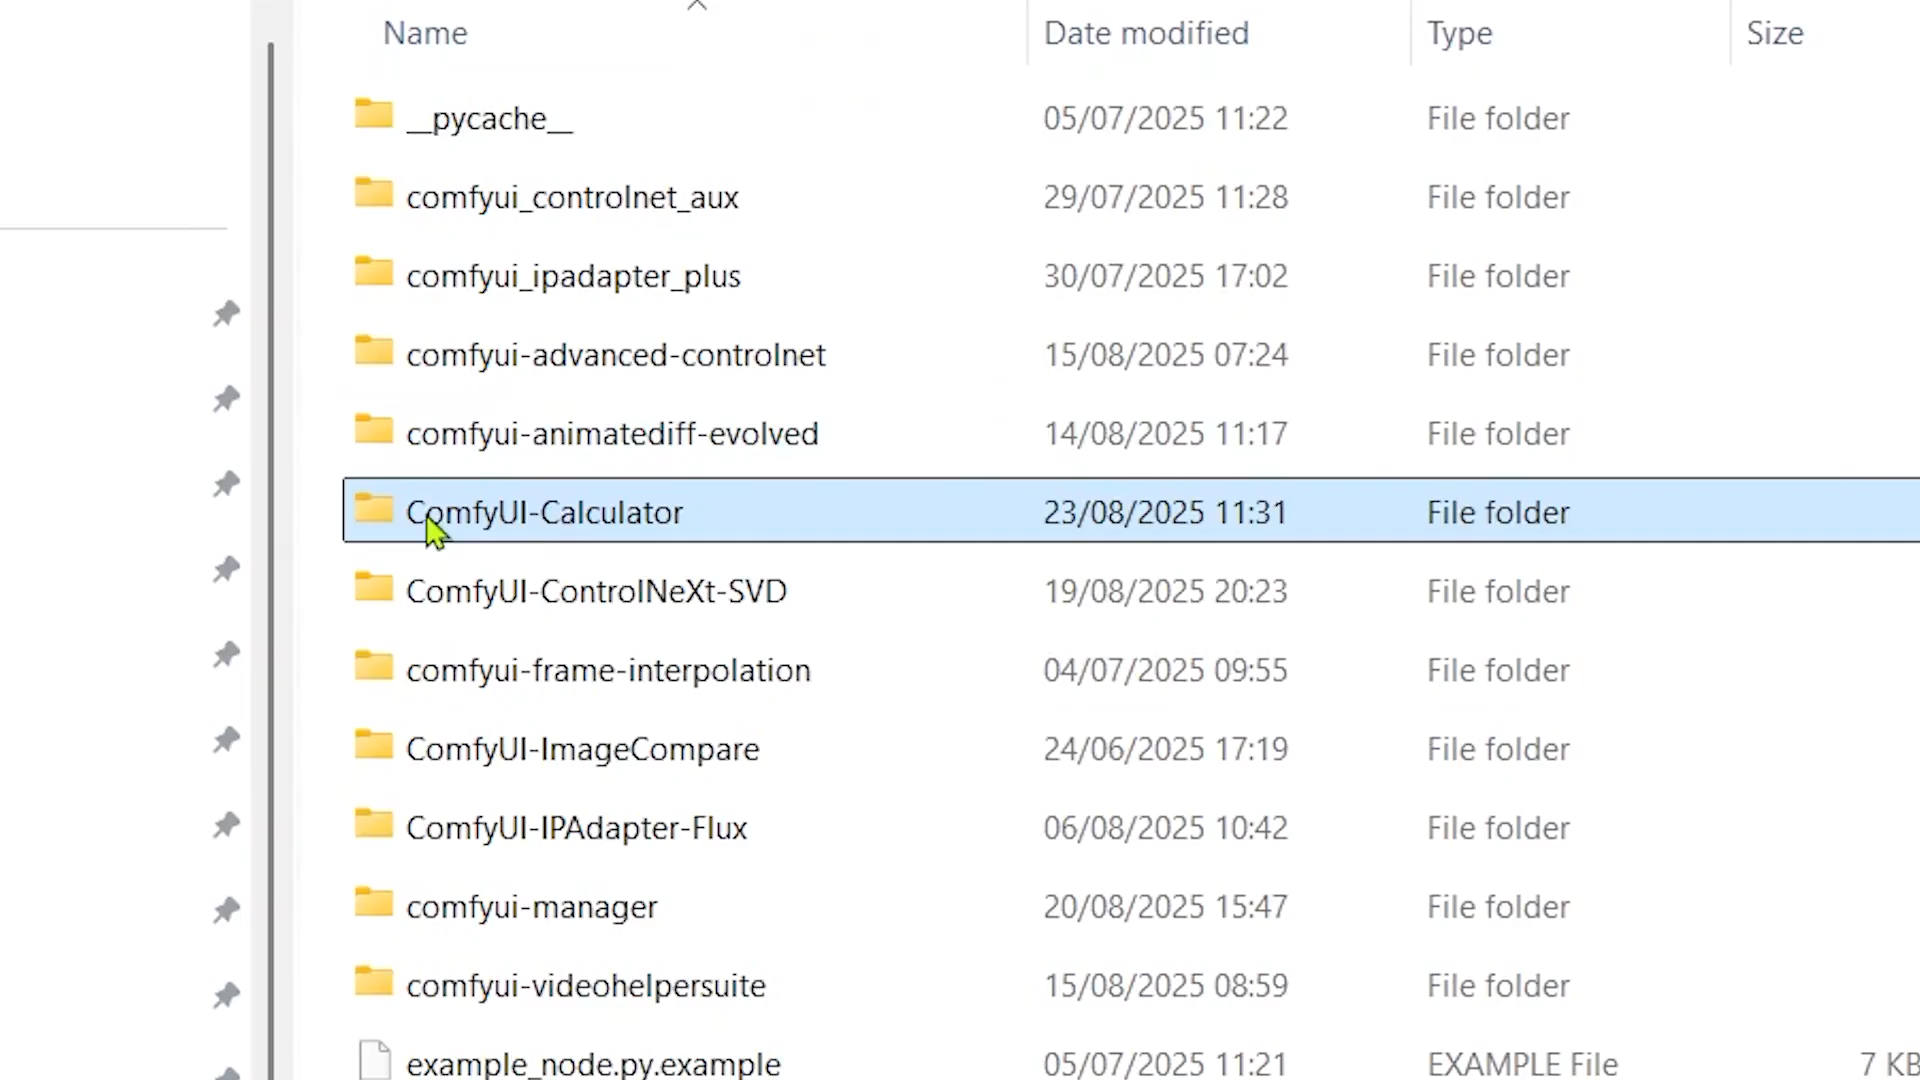 Name Date modified Type Size
__pycache__ 05/07/2025 11:22 File folder
comfyui_controlnet_aux 29/07/2025 11:28 File folder
comfyui_ipadapter_plus 30/07/2025 17:02 File folder
comfyui-advanced-controlnet 15/08/2025 07:24 File folder
comfyui-animatediff-evolved 14/08/2025 11:17 File folder
ComfyUI-Calculator 23/08/2025 11:31 File folder
ComfyUI-ControlNeXt-SVD 19/08/2025 20:23 File folder
comfyui-frame-interpolation 04/07/2025 09:55 File folder
ComfyUI-ImageCompare 24/06/2025 17:19 File folder
ComfyUI-IPAdapter-Flux 06/08/2025 10:42 File folder
comfyui-manager 20/08/2025 15:47 File folder
comfyui-videohelpersuite 15/08/2025 08:59 File folder
example_node.py.example 05/07/2025 11:21 EXAMPLE File 7 KB